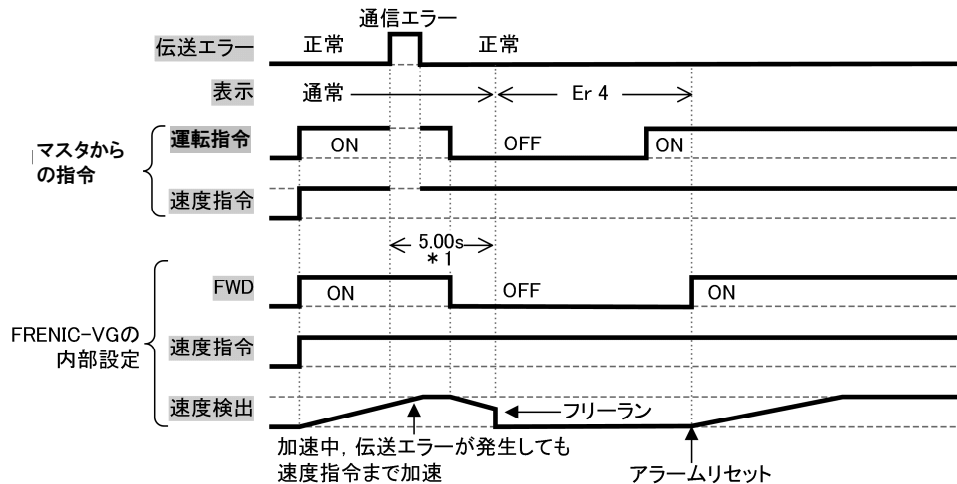 通信エラー
伝送エラー 正常 正常
表示 通常 Er 4
マスタから
の指令
運転指令 ON OFF ON
速度指令
5.00s
*1
FWD ON OFF ON
FRENIC-VGの
内部設定
速度指令
速度検出 フリーラン
加速中，伝送エラーが発生しても
速度指令まで加速
アラームリセット